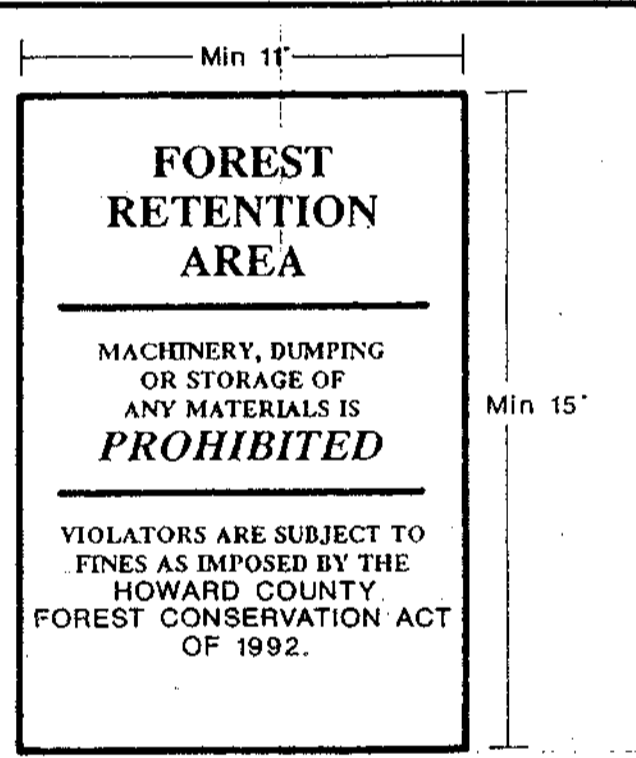 Min 11"
FOREST
RETENTION
AREA
MACHINERY, DUMPING
OR STORAGE OF
ANY MATERIALS IS
PROHIBITED
Min 15"
VIOLATORS ARE SUBJECT TO
FINES AS IMPOSED BY THE
HOWARD COUNTY
FOREST CONSERVATION ACT
OF 1992.